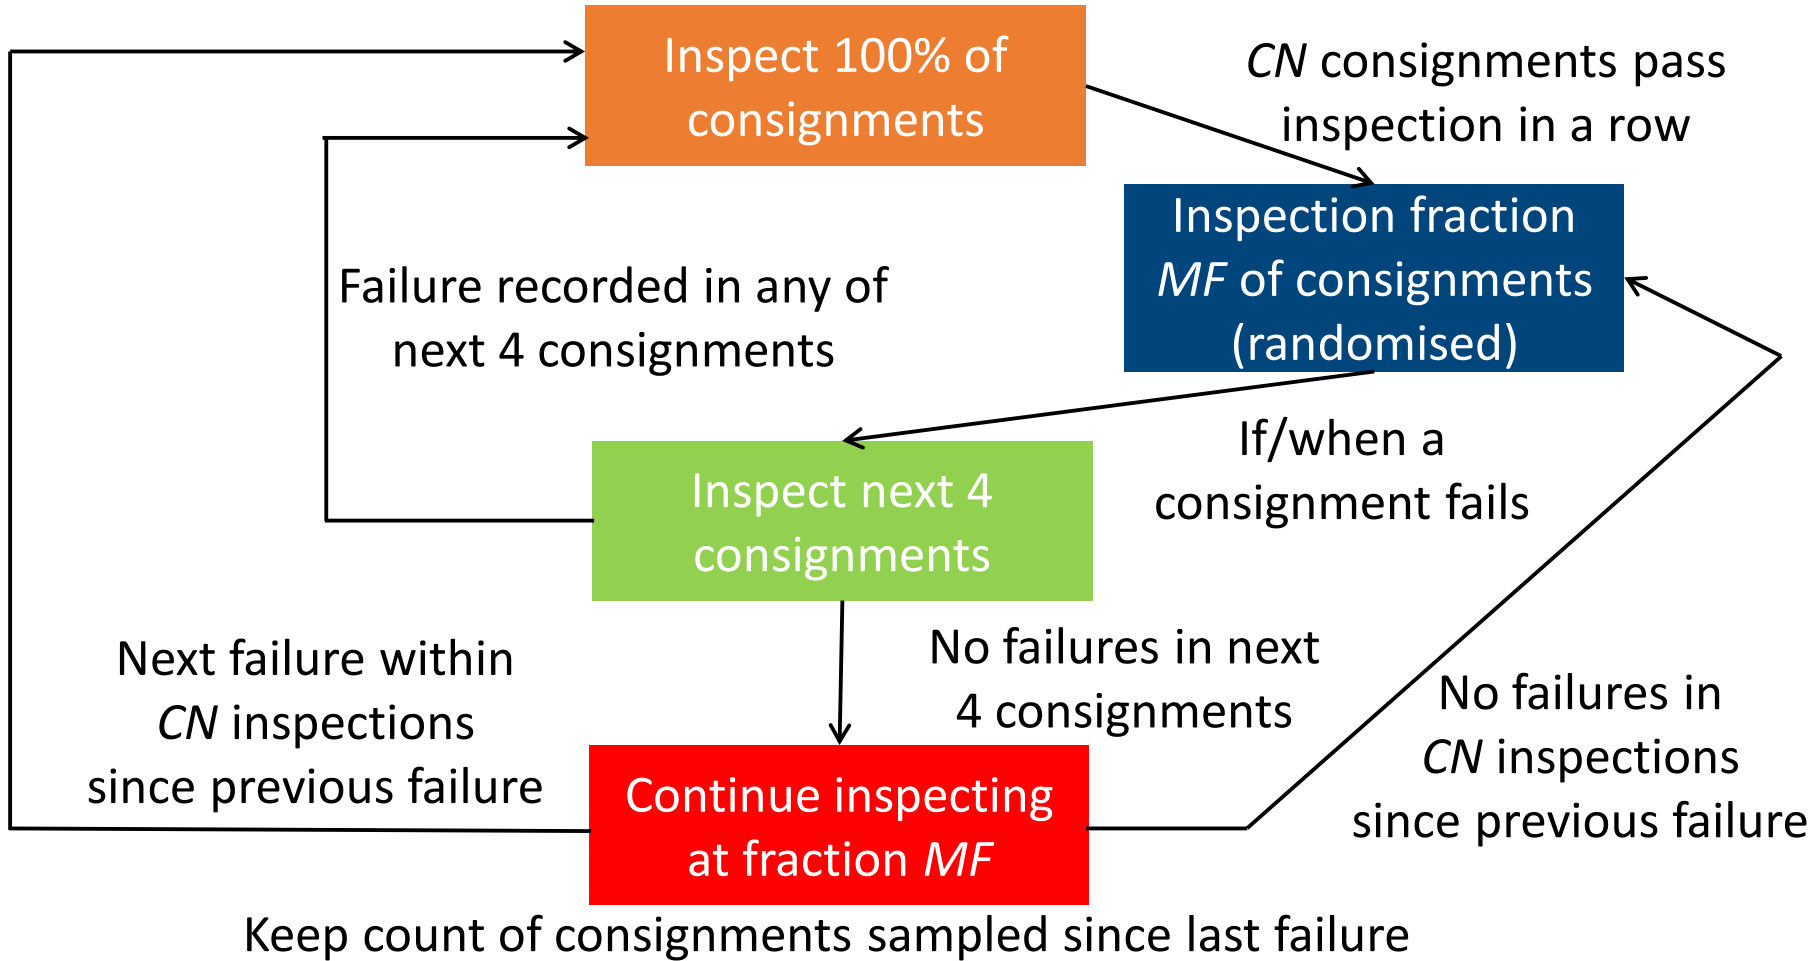 Inspect 100% of
consignments
CN consignments pass
inspection in a row
Inspection fraction
MF of consignments
(randomised)
Failure recorded in any of
next 4 consignments
If/when a
consignment fails
Inspect next 4
consignments
No failures in next
4 consignments
Next failure within
CN inspections
since previous failure
No failures in
CN inspections
since previous failure
Continue inspecting
at fraction MF
Keep count of consignments sampled since last failure